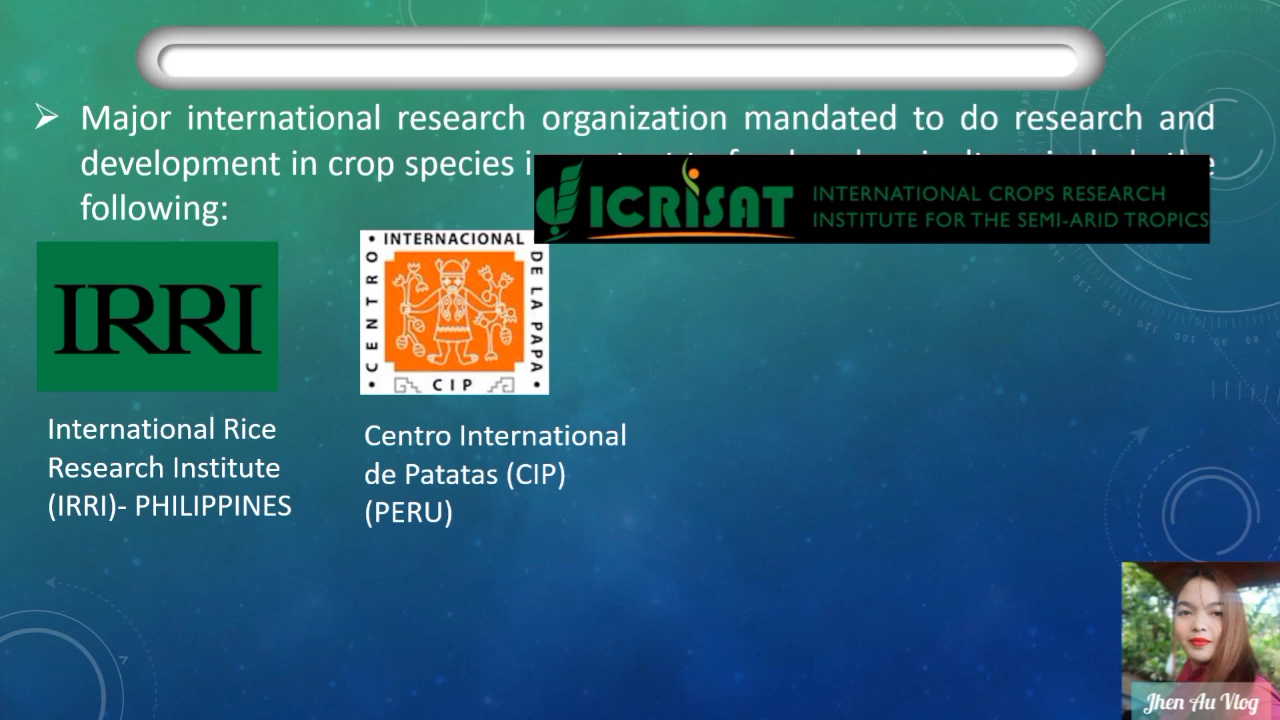 Major international research organization mandated to do research and
development in crop species
following:
ICRISAT
INTERNATIONAL CROPS RESEARCH
INSTITUTE FOR THE SEMI-ARID TROPICS
IRRI
• INTERNACIONAL
• CENTRO
DE LA PAPA •
CIP
International Rice
Research Institute
(IRRI)- PHILIPPINES
Centro International
de Patatas (CIP)
(PERU)
Jhen Au Vlog